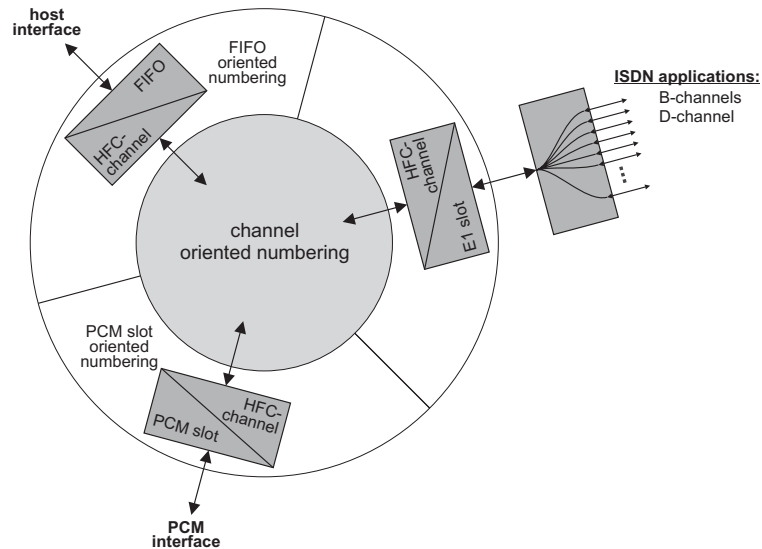 host
interface
FIFO
oriented
numbering
FIFO
HFC-
channel
ISDN applications:
B-channels
D-channel
HFC-
channel
E1 slot
channel
oriented numbering
PCM slot
oriented
numbering
HFC-
channel
PCM slot
PCM
interface